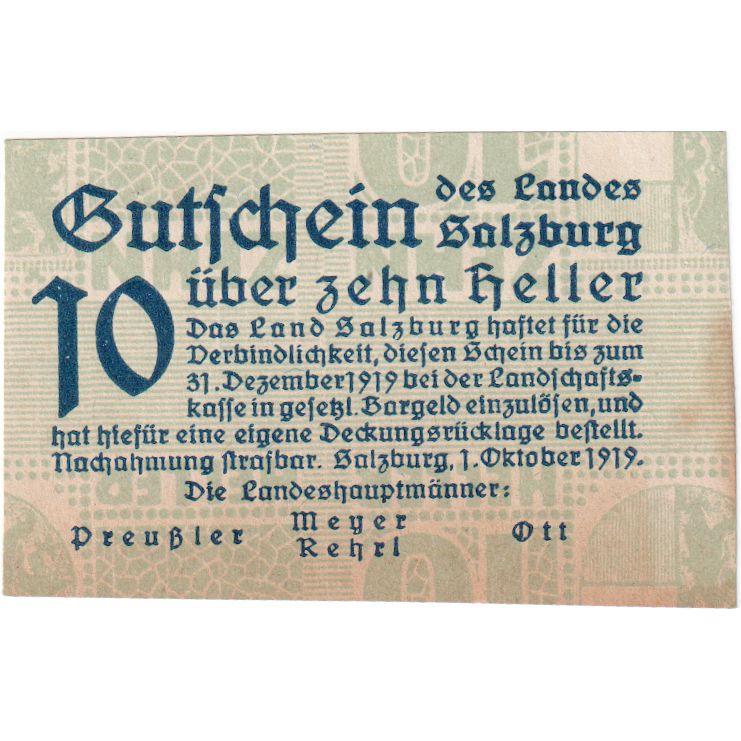 Gutſchein des Landes
Salzburg
10 über zehn Heller
Das Land Salzburg haftet für die
Verbindlichkeit, dieſen Schein bis zum
31. Dezember 1919 bei der Landſchafts-
kaſſe in geſetzl. Bargeld einzulöſen, und
hat hiefür eine eigene Deckungsrücklage beſtellt.
Nachahmung ſtrafbar. Salzburg, 1. Oktober 1919.
Die Landeshauptmänner:
Preußler Meyer Ott
Rehrl